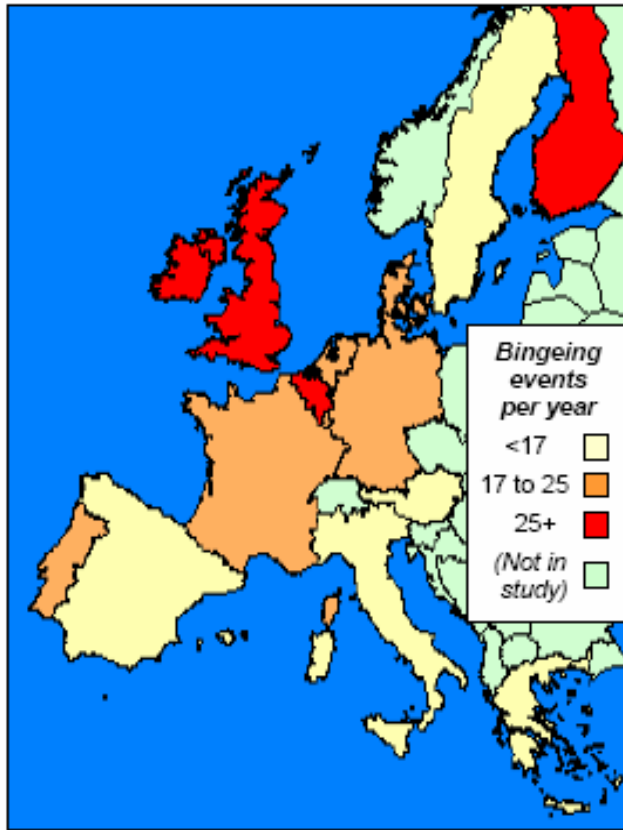 Bingeing
events
per year
<17
17 to 25
25+
(Not in
study)